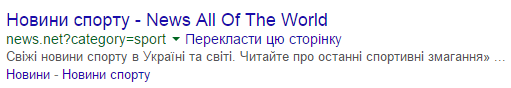 Новини спорту - News All Of The World
news.net?category=sport ▼ Перекласти цю сторінку
Свіжі новини спорту в Україні та світі. Читайте про останні спортивні змагання» ...
Новини - Новини спорту